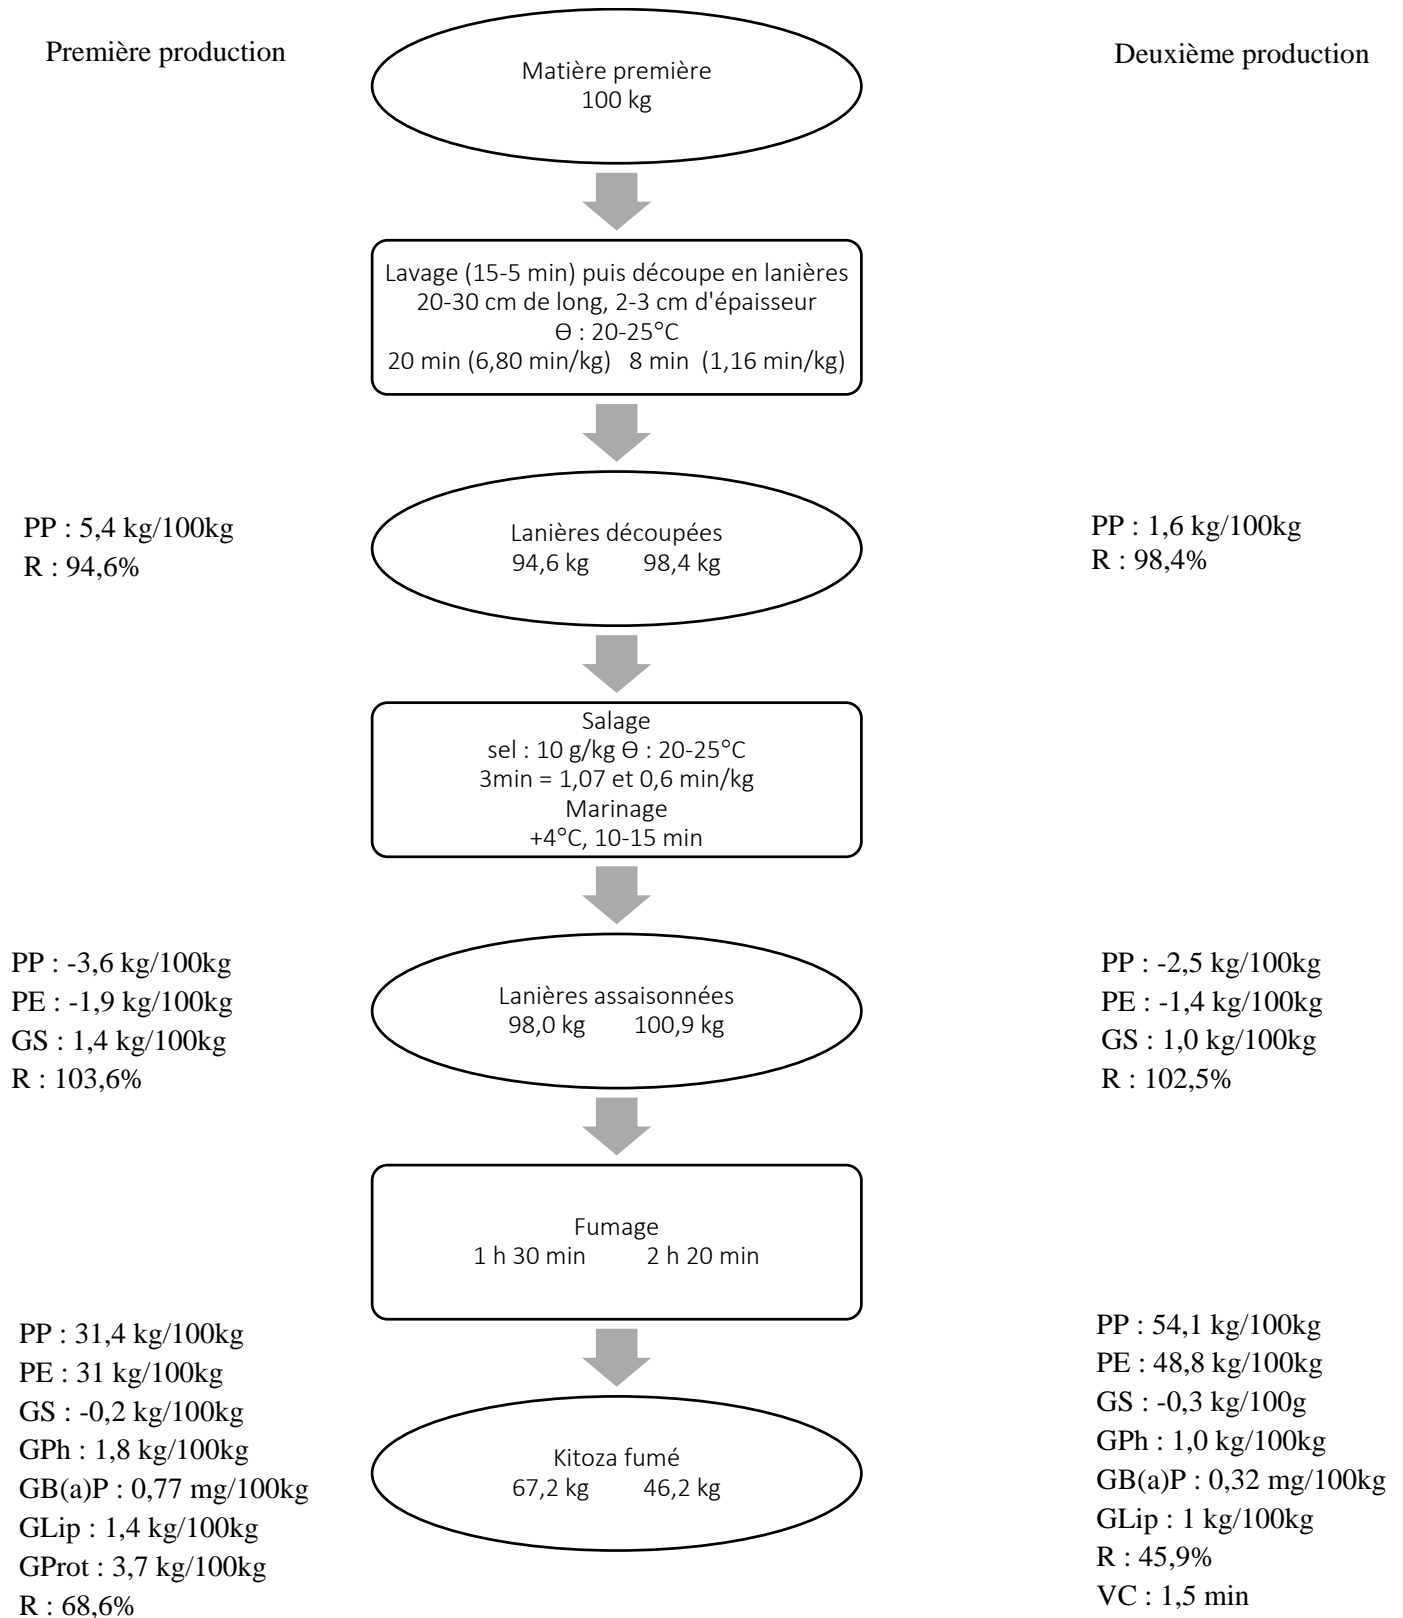 Première production
Deuxième production
Matière première
100 kg
Lavage (15-5 min) puis découpe en lanières
20-30 cm de long, 2-3 cm d'épaisseur
Ө : 20-25°C
20 min (6,80 min/kg) 8 min (1,16 min/kg)
PP : 5,4 kg/100kg
R : 94,6%
Lanières découpées
94,6 kg 98,4 kg
PP : 1,6 kg/100kg
R : 98,4%
Salage
sel : 10 g/kg Ө : 20-25°C
3min = 1,07 et 0,6 min/kg
Marinage
+4°C, 10-15 min
PP : -3,6 kg/100kg
PE : -1,9 kg/100kg
GS : 1,4 kg/100kg
R : 103,6%
Lanières assaisonnées
98,0 kg 100,9 kg
PP : -2,5 kg/100kg
PE : -1,4 kg/100kg
GS : 1,0 kg/100kg
R : 102,5%
Fumage
1 h 30 min 2 h 20 min
PP : 31,4 kg/100kg
PE : 31 kg/100kg
GS : -0,2 kg/100kg
GPh : 1,8 kg/100kg
GB(a)P : 0,77 mg/100kg
GLip : 1,4 kg/100kg
GProt : 3,7 kg/100kg
R : 68,6%
Kitoza fumé
67,2 kg 46,2 kg
PP : 54,1 kg/100kg
PE : 48,8 kg/100kg
GS : -0,3 kg/100g
GPh : 1,0 kg/100kg
GB(a)P : 0,32 mg/100kg
GLip : 1 kg/100kg
R : 45,9%
VC : 1,5 min